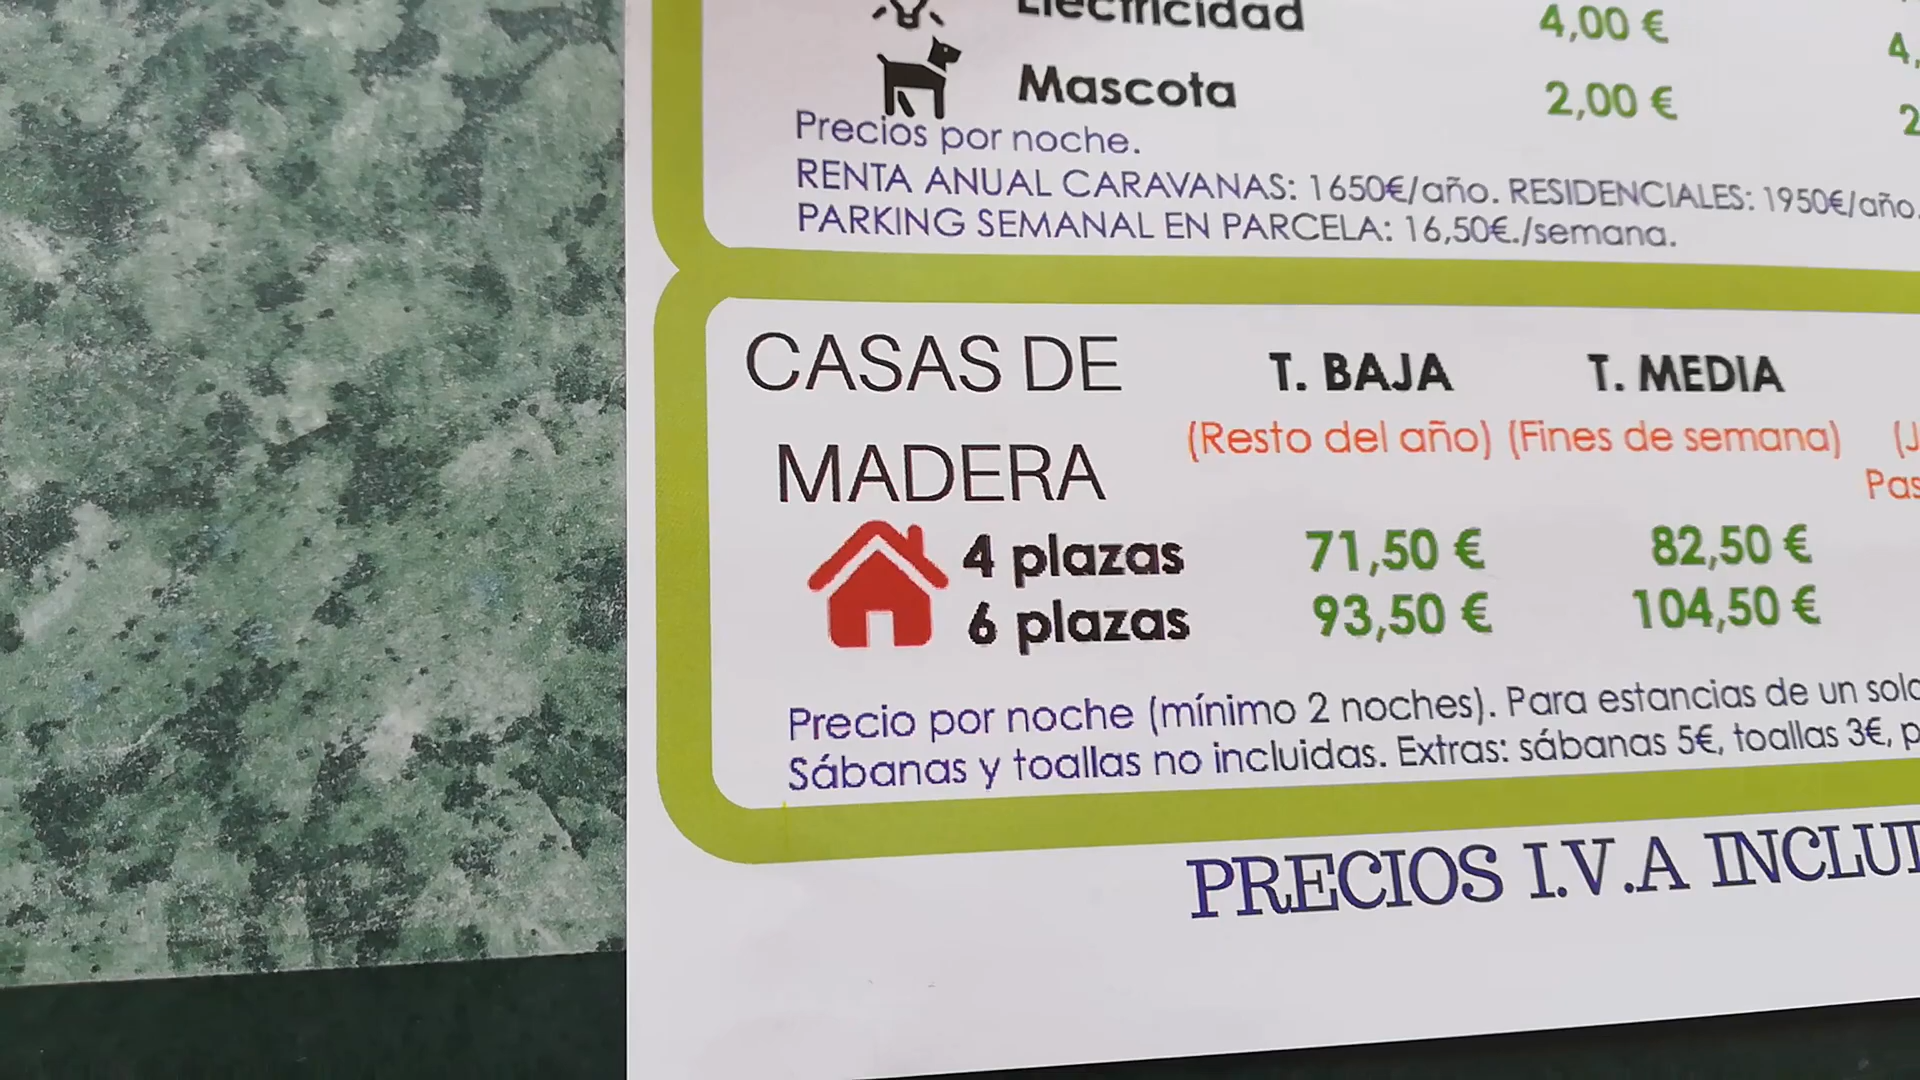 Electricidad 4,00 €
Mascota 2,00 €
Precios por noche.
RENTA ANUAL CARAVANAS: 1650€/año. RESIDENCIALES: 1950€/año.
PARKING SEMANAL EN PARCELA: 16,50€./semana.
CASAS DE T. BAJA T. MEDIA
(Resto del año) (Fines de semana)
MADERA
4 plazas 71,50 € 82,50 €
6 plazas 93,50 € 104,50 €
Precio por noche (mínimo 2 noches). Para estancias de un
Sábanas y toallas no incluidas. Extras: sábanas 5€, toallas 3€,
PRECIOS I.V.A